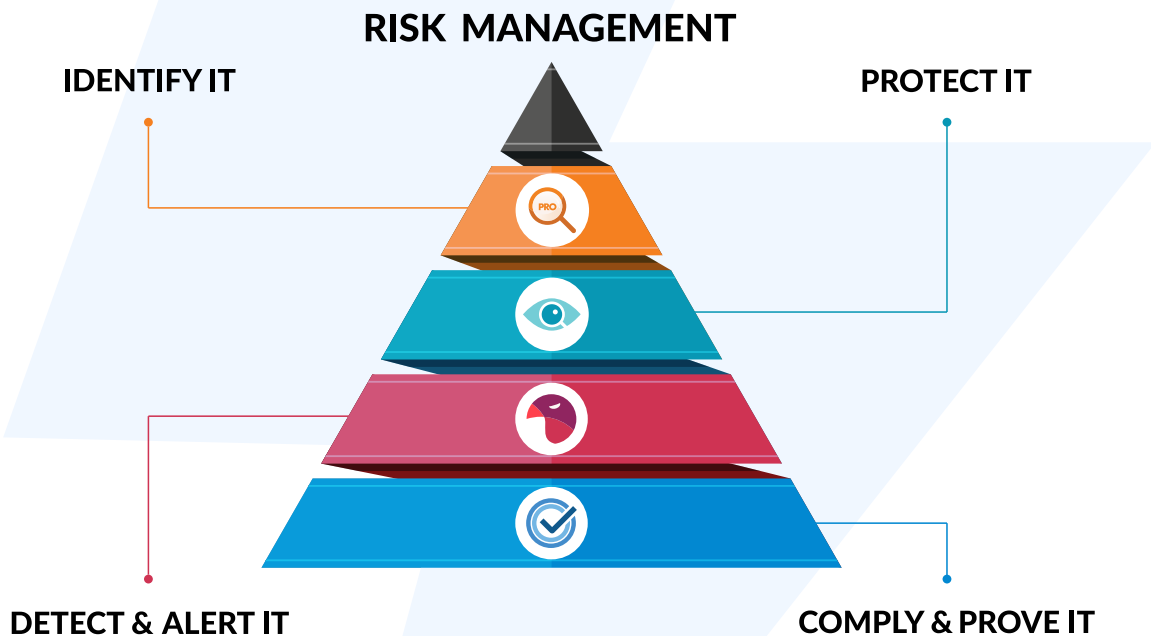 RISK MANAGEMENT
IDENTIFY IT
PROTECT IT
PRO
DETECT & ALERT IT
COMPLY & PROVE IT